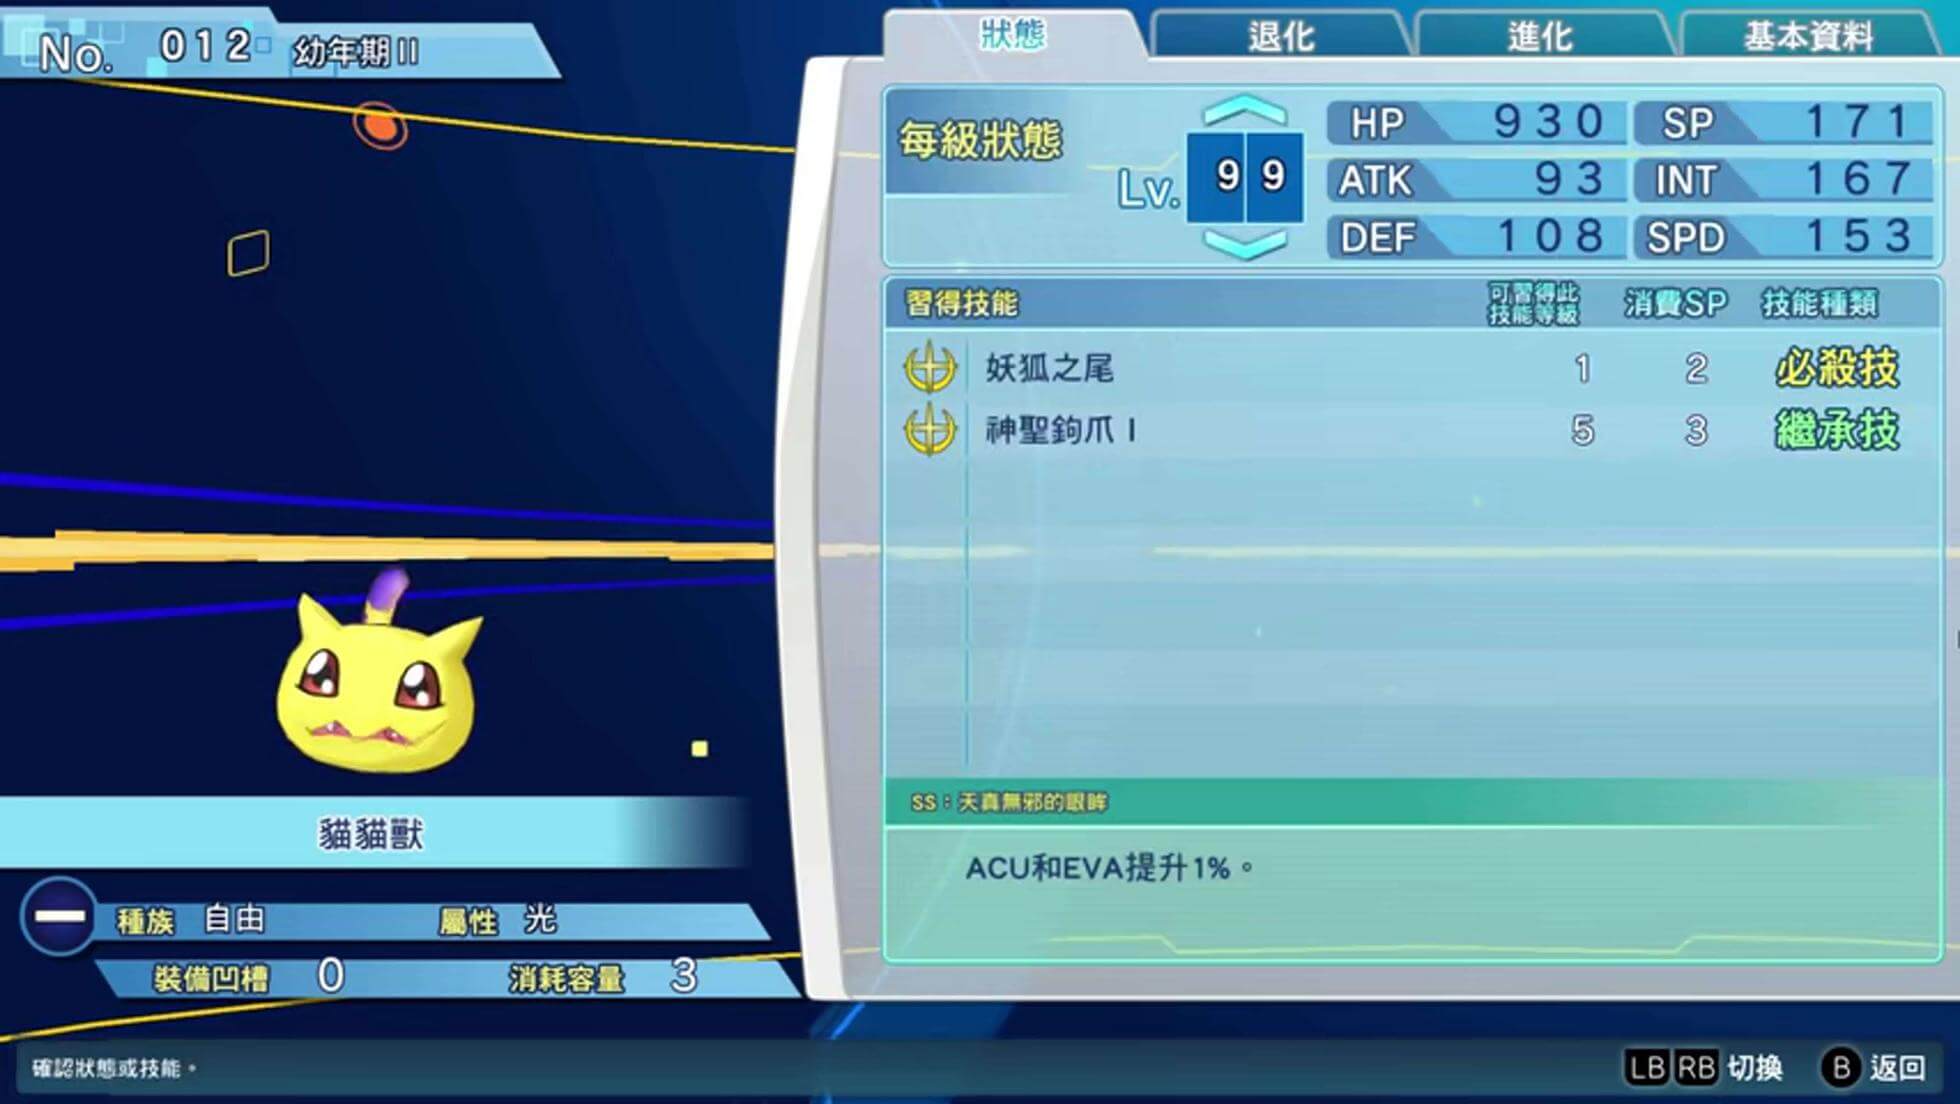 No. 012 幼年期II
狀態 退化 進化 基本資料
每級狀態 Lv. 99
HP 930 SP 171
ATK 93 INT 167
DEF 108 SPD 153
習得技能 可習得此技能等級 消費SP 技能種類
妖狐之尾 1 2 必殺技
神聖鉤爪 I 5 3 繼承技
SS：天真無邪的眼眸
ACU和EVA提升1%。
貓貓獸
種族 自由 屬性 光
裝備凹槽 0 消耗容量 3
確認狀態或技能。
LB RB 切換 B 返回